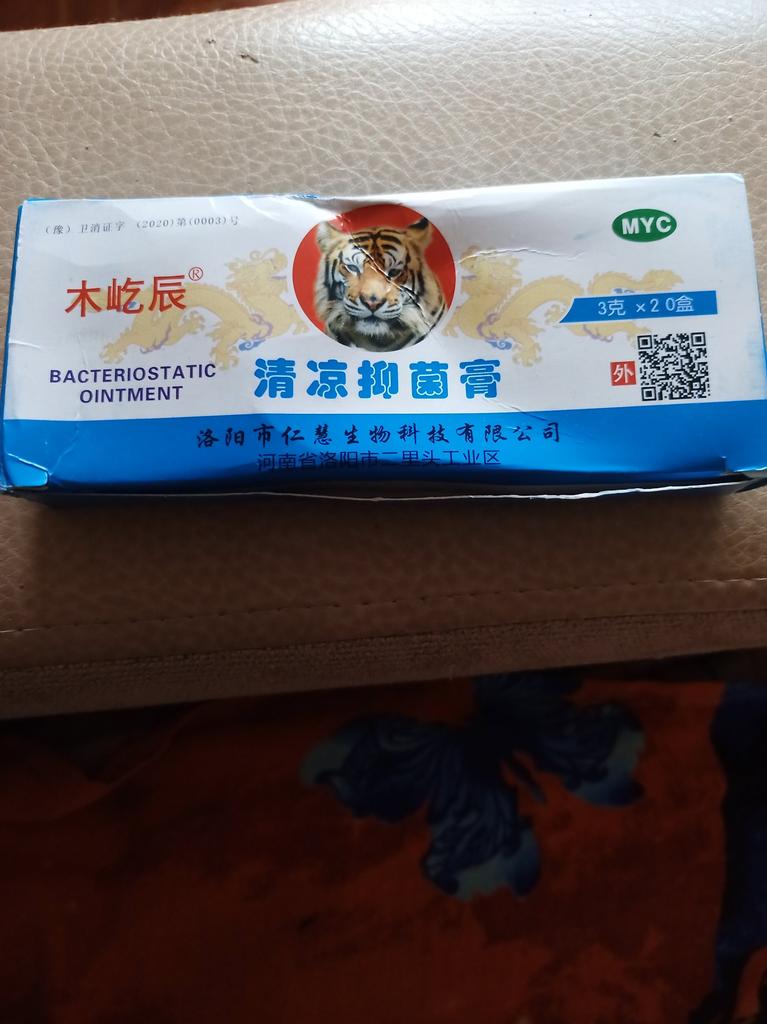 (豫)卫消证字 (2020)第(0003)号
MYC
木屹辰®
3克 ×20盒
BACTERIOSTATIC
OINTMENT
清凉抑菌膏
外
洛阳市仁慧生物科技有限公司
河南省洛阳市二里头工业区